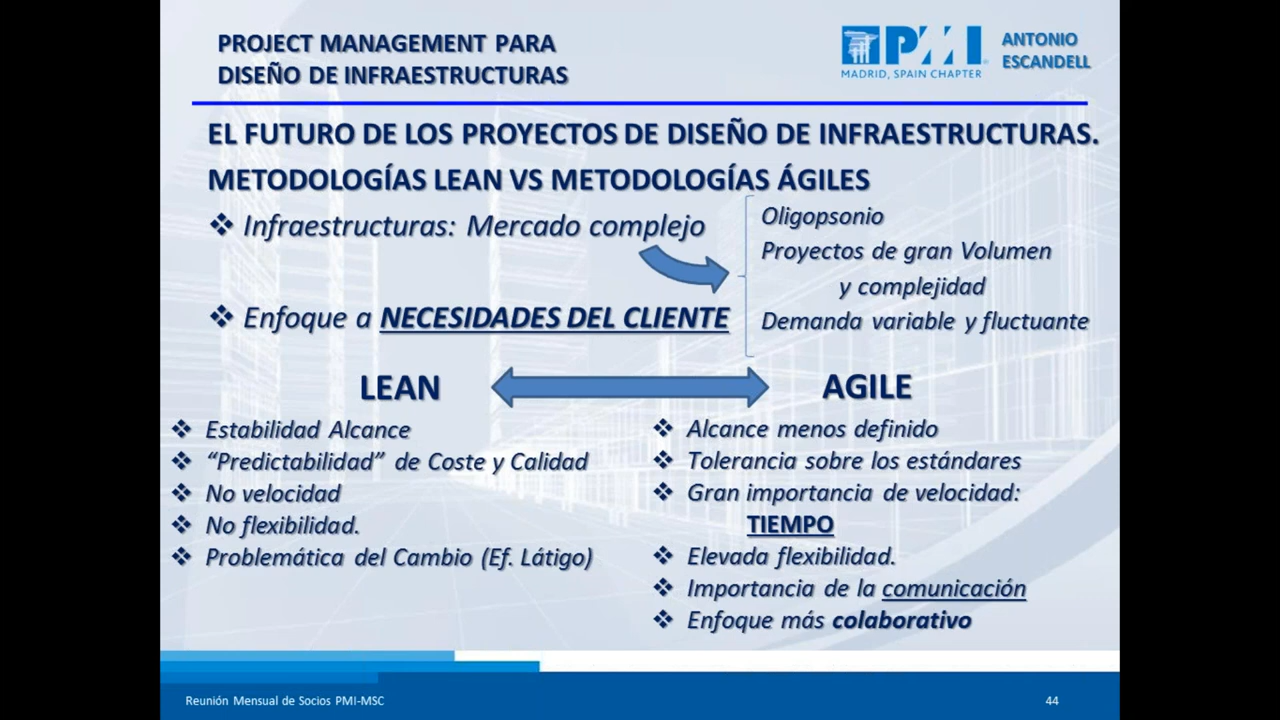 PROJECT MANAGEMENT PARA
DISEÑO DE INFRAESTRUCTURAS
PMI
MADRID, SPAIN CHAPTER
ANTONIO
ESCANDELL
EL FUTURO DE LOS PROYECTOS DE DISEÑO DE INFRAESTRUCTURAS.
METODOLOGÍAS LEAN VS METODOLOGÍAS ÁGILES
Infraestructuras: Mercado complejo
Oligopsonio
Proyectos de gran Volumen
y complejidad
Demanda variable y fluctuante
Enfoque a NECESIDADES DEL CLIENTE
LEAN
Estabilidad Alcance
“Predictabilidad” de Coste y Calidad
No velocidad
No flexibilidad.
Problemática del Cambio (Ef. Látigo)
AGILE
Alcance menos definido
Tolerancia sobre los estándares
Gran importancia de velocidad:
TIEMPO
Elevada flexibilidad.
Importancia de la comunicación
Enfoque más colaborativo
Reunión Mensual de Socios PMI-MSC
44